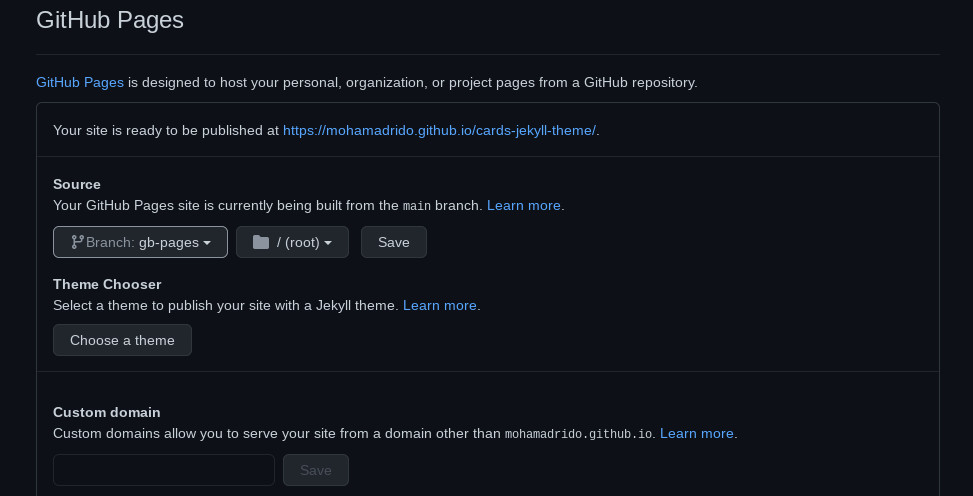 GitHub Pages
GitHub Pages is designed to host your personal, organization, or project pages from a GitHub repository.
Your site is ready to be published at https://mohamadrido.github.io/cards-jekyll-theme/.
Source
Your GitHub Pages site is currently being built from the main branch. Learn more.
Branch: gb-pages / (root) Save
Theme Chooser
Select a theme to publish your site with a Jekyll theme. Learn more.
Choose a theme
Custom domain
Custom domains allow you to serve your site from a domain other than mohamadrido.github.io. Learn more.
Save